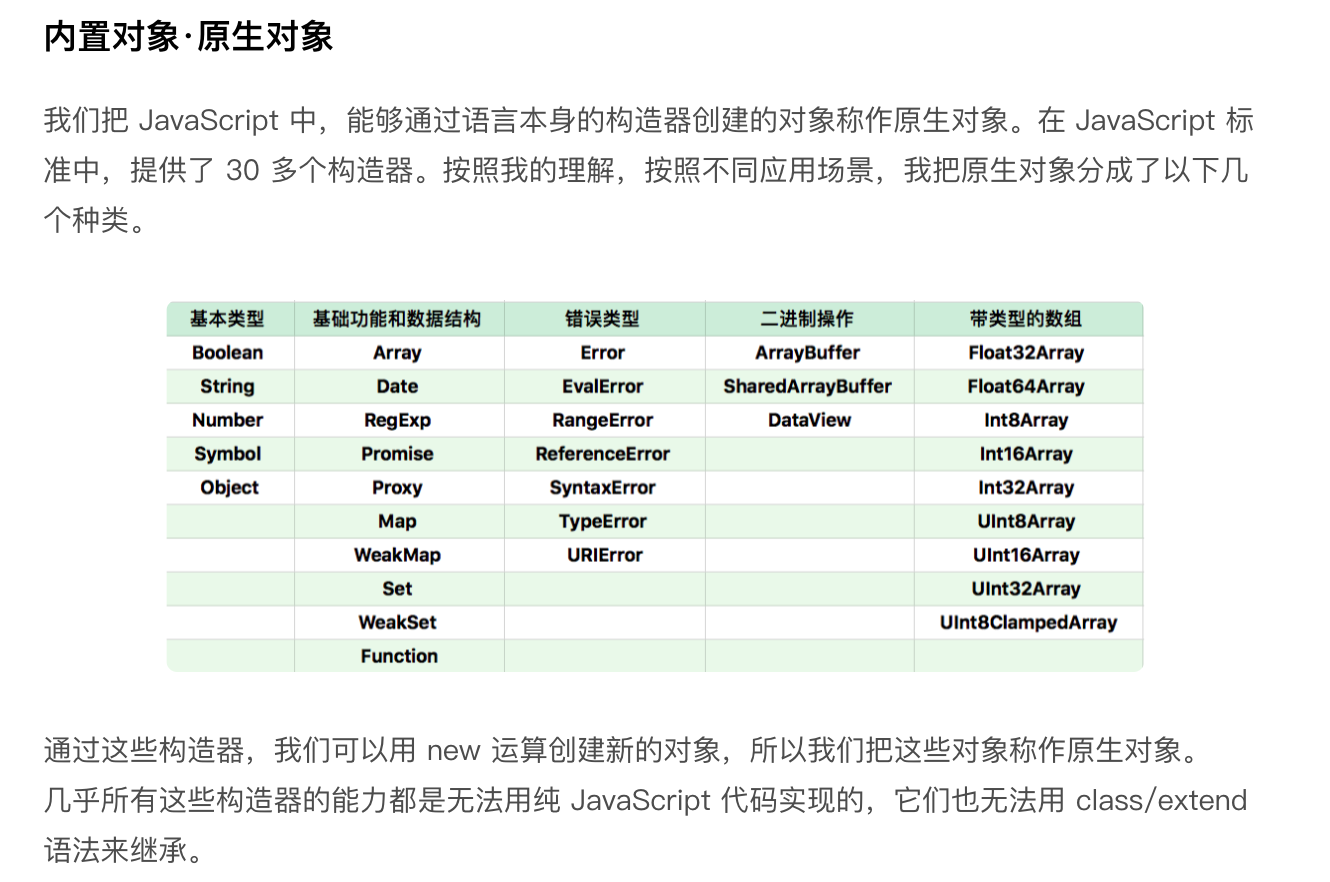 内置对象·原生对象
我们把 JavaScript 中，能够通过语言本身的构造器创建的对象称作原生对象。在 JavaScript 标
准中，提供了 30 多个构造器。按照我的理解，按照不同应用场景，我把原生对象分成了以下几
个种类。
基本类型 基础功能和数据结构 错误类型 二进制操作 带类型的数组
Boolean Array Error ArrayBuffer Float32Array
String Date EvalError SharedArrayBuffer Float64Array
Number RegExp RangeError DataView Int8Array
Symbol Promise ReferenceError Int16Array
Object Proxy SyntaxError Int32Array
Map TypeError UInt8Array
WeakMap URIError UInt16Array
Set UInt32Array
WeakSet UInt8ClampedArray
Function
通过这些构造器，我们可以用 new 运算创建新的对象，所以我们把这些对象称作原生对象。
几乎所有这些构造器的能力都是无法用纯 JavaScript 代码实现的，它们也无法用 class/extend
语法来继承。